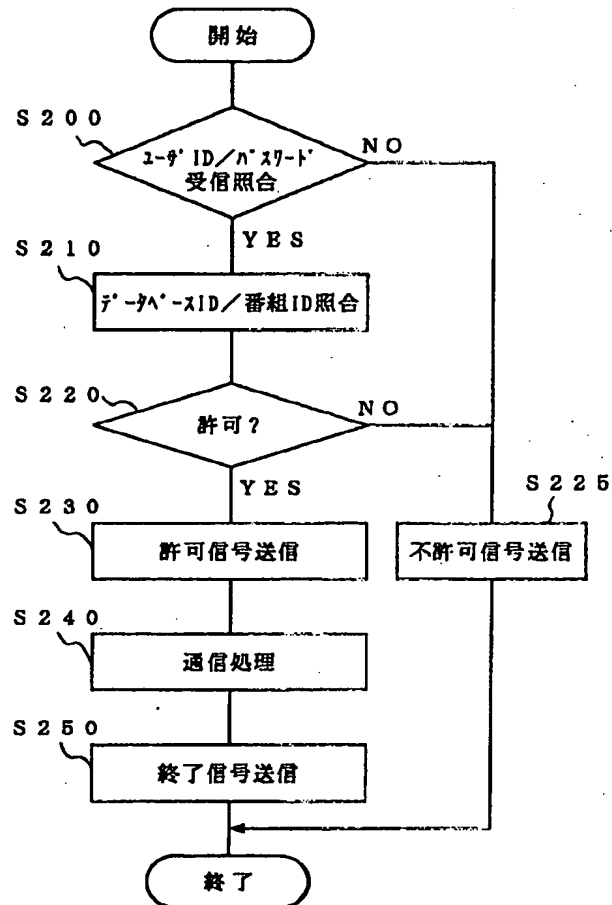 開始
S200
ユーザID／パスワード
受信照合
NO
YES
S210
データベースID／番組ID照合
S220
許可？
NO
YES
S225
S230
許可信号送信
不許可信号送信
S240
通信処理
S250
終了信号送信
終了